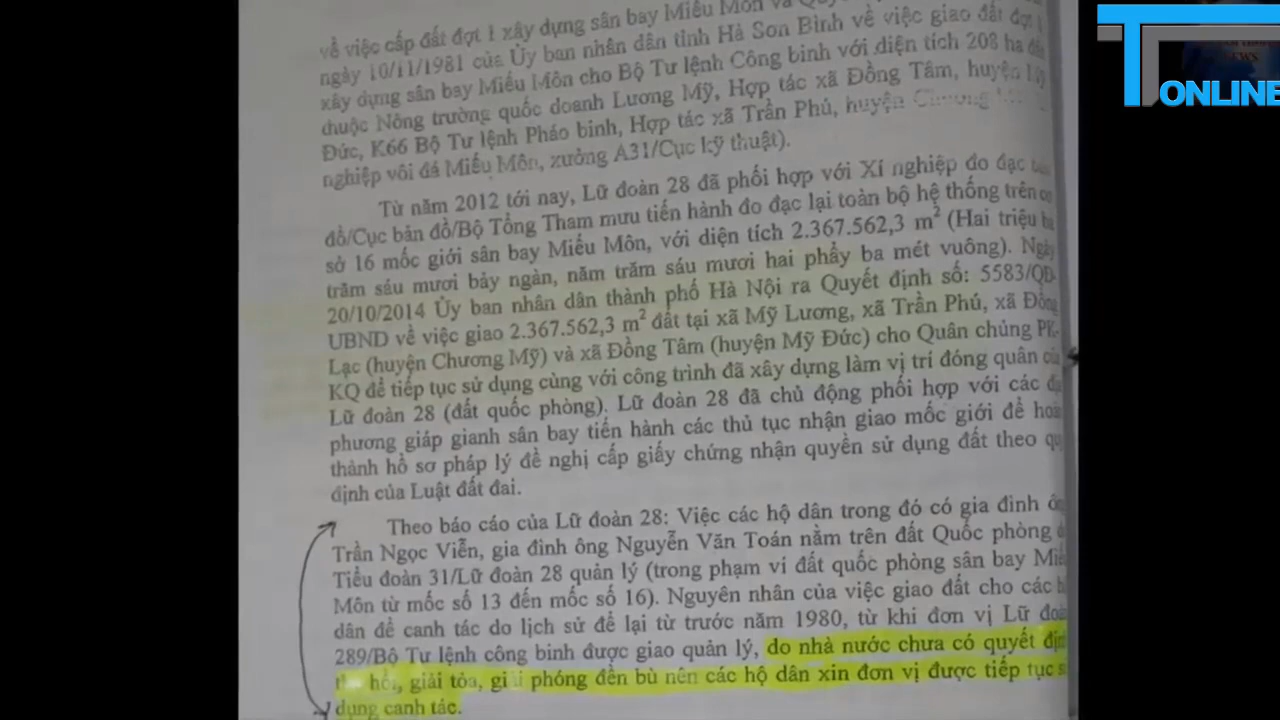 về việc cấp đất đợt 1 xây dựng sân bay Miếu Môn và
ngày 10/11/1981 của Ủy ban nhân dân tỉnh Hà Sơn Bình về việc giao đất đợt
xây dựng sân bay Miếu Môn cho Bộ Tư lệnh Công binh với diện tích 208 ha
thuộc Nông trường quốc doanh Lương Mỹ, Hợp tác xã Đồng Tâm, huyện
Đức, K66 Bộ Tư lệnh Pháo binh, Hợp tác xã Trần Phú, huyện Chương
nghiệp vôi đá Miếu Môn, xưởng A31/Cục kỹ thuật).
Từ năm 2012 tới nay, Lữ đoàn 28 đã phối hợp với Xí nghiệp đo đạc
đồ/Cục bản đồ/Bộ Tổng Tham mưu tiến hành đo đạc lại toàn bộ hệ thống trên
sở 16 mốc giới sân bay Miếu Môn, với diện tích 2.367.562,3 m² (Hai triệu
trăm sáu mươi bảy ngàn, năm trăm sáu mươi hai phẩy ba mét vuông). Ngày
20/10/2014 Ủy ban nhân dân thành phố Hà Nội ra Quyết định số: 5583/QĐ-
UBND về việc giao 2.367.562,3 m² đất tại xã Mỹ Lương, xã Trần Phú, xã Đồng
Lạc (huyện Chương Mỹ) và xã Đồng Tâm (huyện Mỹ Đức) cho Quân chủng PK-
KQ để tiếp tục sử dụng cùng với công trình đã xây dựng làm vị trí đóng quân
Lữ đoàn 28 (đất quốc phòng). Lữ đoàn 28 đã chủ động phối hợp với các
phương giáp gianh sân bay tiến hành các thủ tục nhận giao mốc giới để
thành hồ sơ pháp lý đề nghị cấp giấy chứng nhận quyền sử dụng đất theo
định của Luật đất đai.
Theo báo cáo của Lữ đoàn 28: Việc các hộ dân trong đó có gia đình
Trần Ngọc Viễn, gia đình ông Nguyễn Văn Toán nằm trên đất Quốc phòng
Tiểu đoàn 31/Lữ đoàn 28 quản lý (trong phạm ví đất quốc phòng sân bay
Môn từ mốc số 13 đến mốc số 16). Nguyên nhân của việc giao đất cho các
dân để canh tác do lịch sử để lại từ trước năm 1980, từ khi đơn vị Lữ
289/Bộ Tư lệnh công binh được giao quản lý, do nhà nước chưa có quyết
hồi, giải tỏa, giải phóng đền bù nên các hộ dân xin đơn vị được tiếp tục
dụng canh tác.
T ONLINE